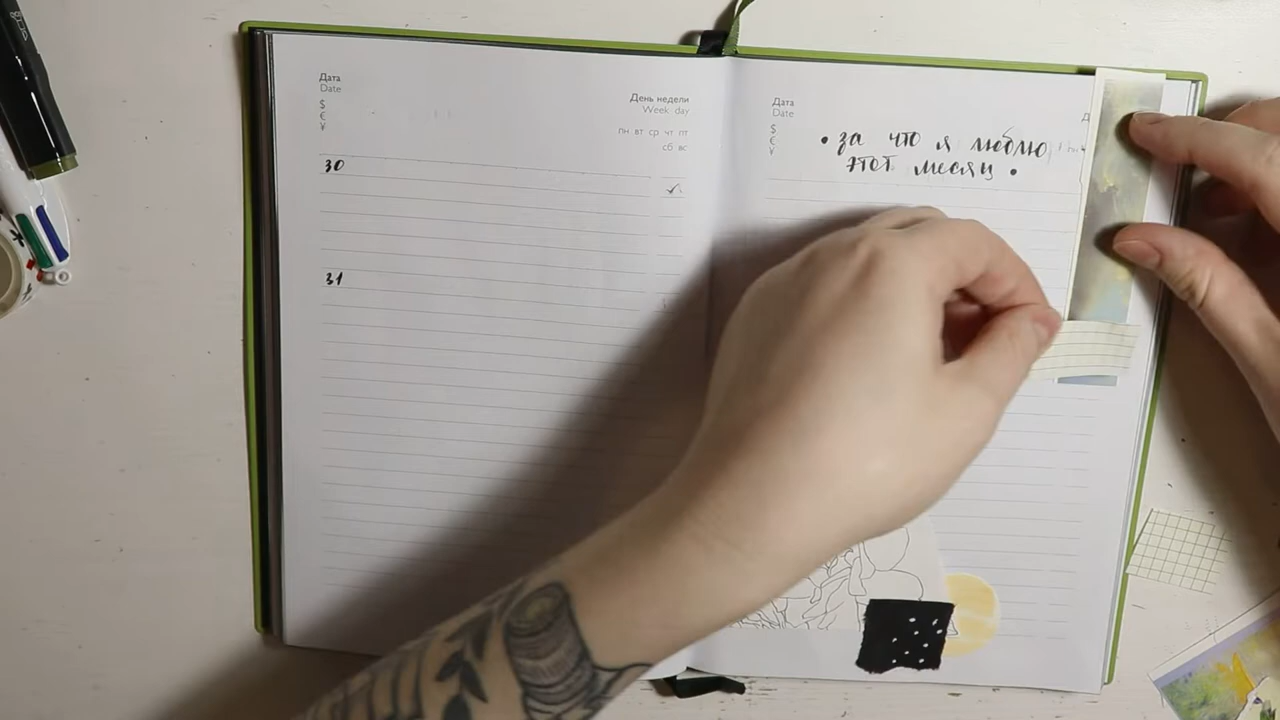 Дата
Date
$
€
¥
День недели
Week day
пн вт ср чт пт
сб вс
30
31
Дата
Date
$
€
¥
• за что я люблю
этот месяц •